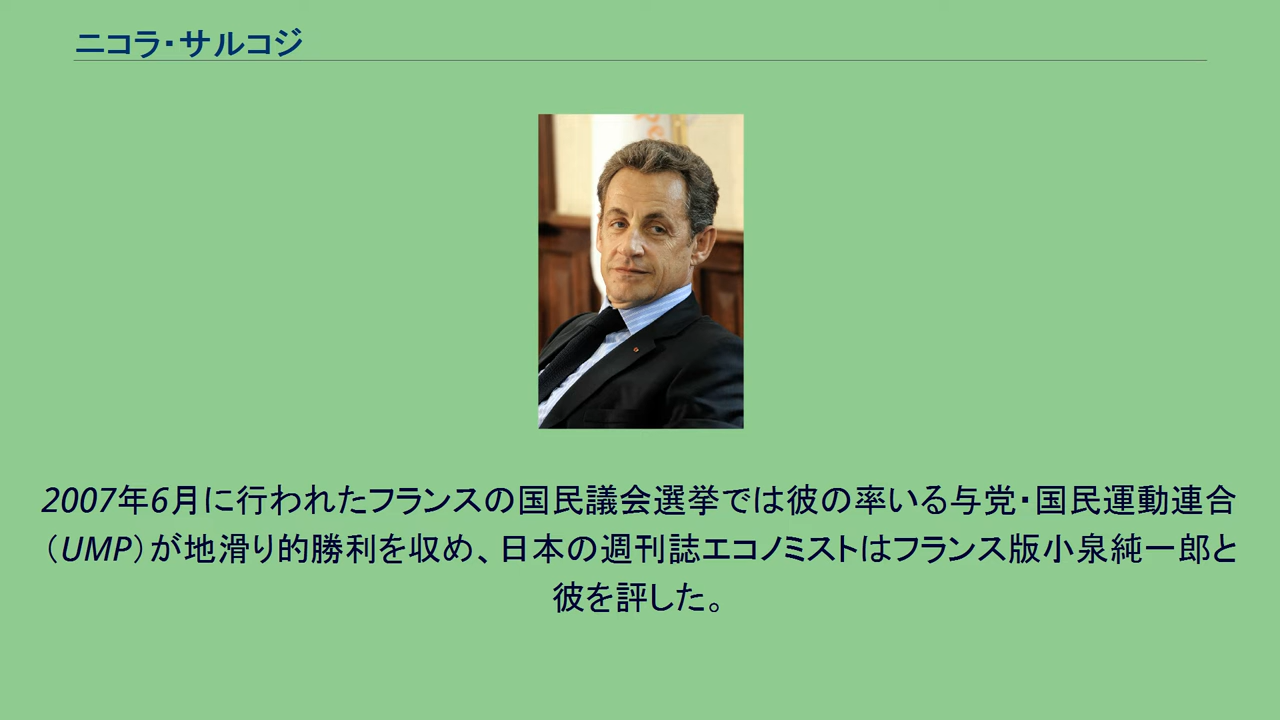 ニコラ・サルコジ
2007年6月に行われたフランスの国民議会選挙では彼の率いる与党・国民運動連合
（UMP）が地滑り的勝利を収め、日本の週刊誌エコノミストはフランス版小泉純一郎と
彼を評した。